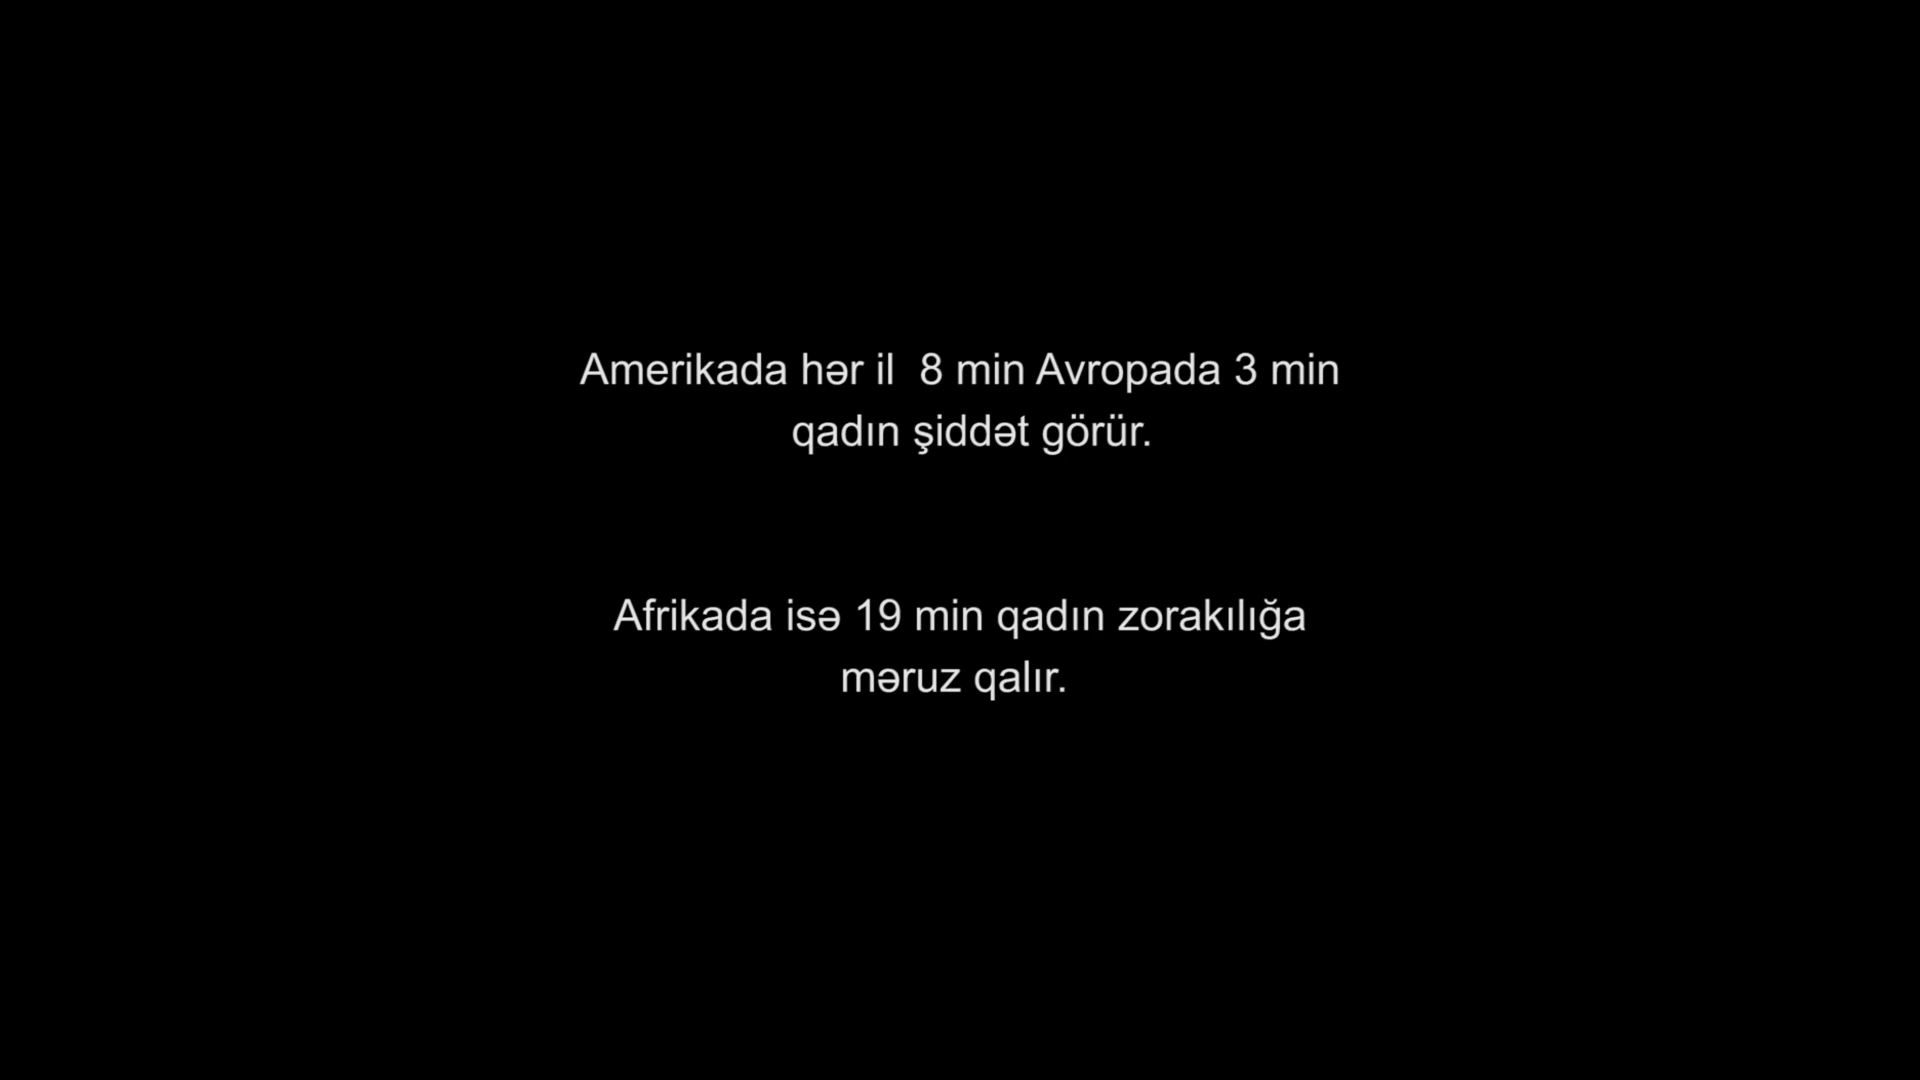 Amerikada hər il  8 min Avropada 3 min
qadın şiddət görür.
Afrikada isə 19 min qadın zorakılığa
məruz qalır.